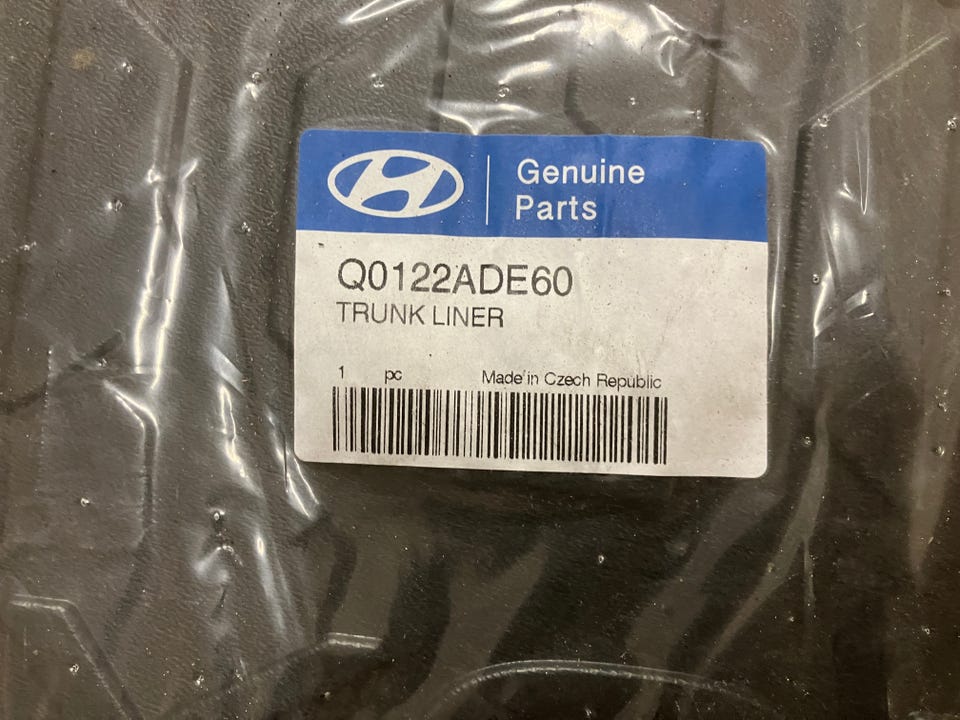 Genuine
Parts
Q0122ADE60
TRUNK LINER
1 pc Made in Czech Republic